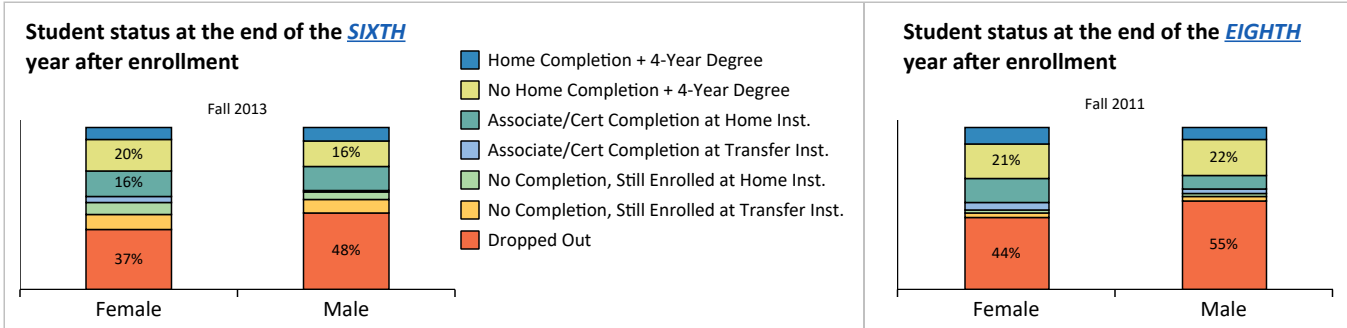 Student status at the end of the SIXTH
year after enrollment
Fall 2013
20%
16%
37%
16%
48%
Female
Male
Home Completion + 4-Year Degree
No Home Completion + 4-Year Degree
Associate/Cert Completion at Home Inst.
Associate/Cert Completion at Transfer Inst.
No Completion, Still Enrolled at Home Inst.
No Completion, Still Enrolled at Transfer Inst.
Dropped Out
Student status at the end of the EIGHTH
year after enrollment
Fall 2011
21%
44%
22%
55%
Female
Male